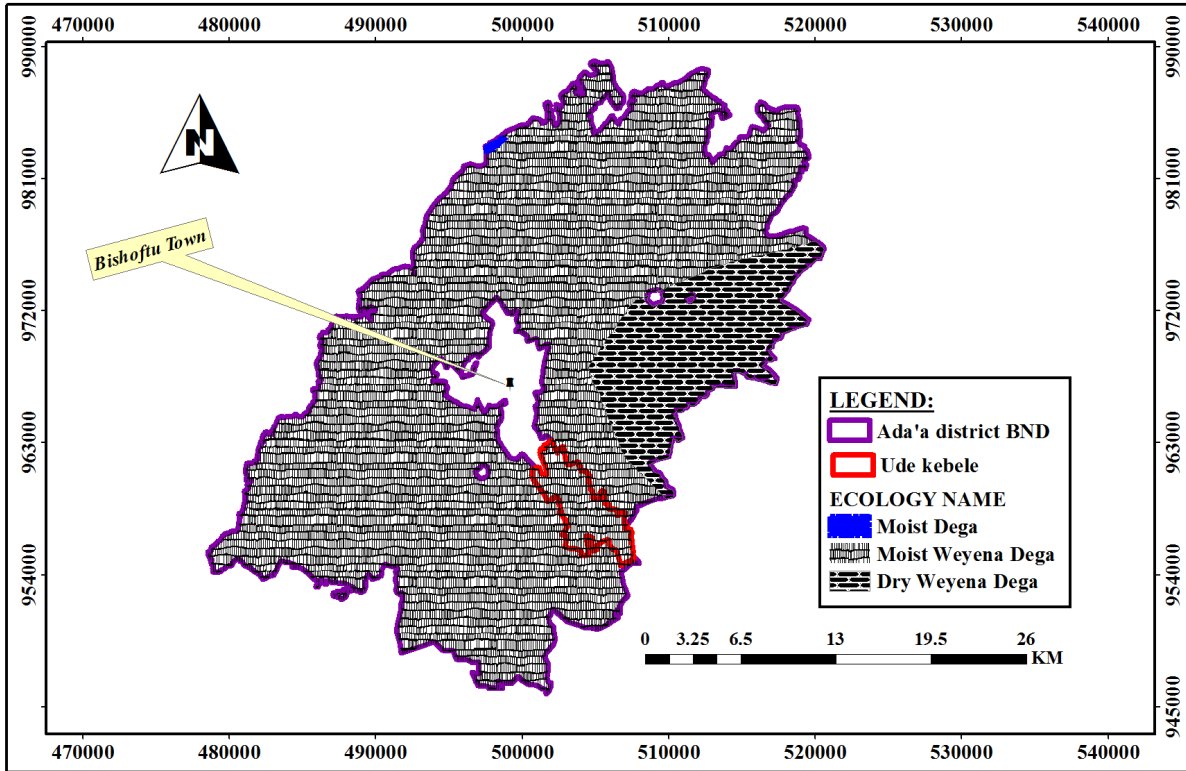 470000 480000 490000 500000 510000 520000 530000 540000
990000 990000
N
981000 981000
Bishoftu Town
972000 972000
LEGEND:
Ada'a district BND
963000 963000
Ude kebele
ECOLOGY NAME
Moist Dega
Moist Weyena Dega
954000 954000
Dry Weyena Dega
0 3.25 6.5 13 19.5 26
KM
945000 945000
470000 480000 490000 500000 510000 520000 530000 540000